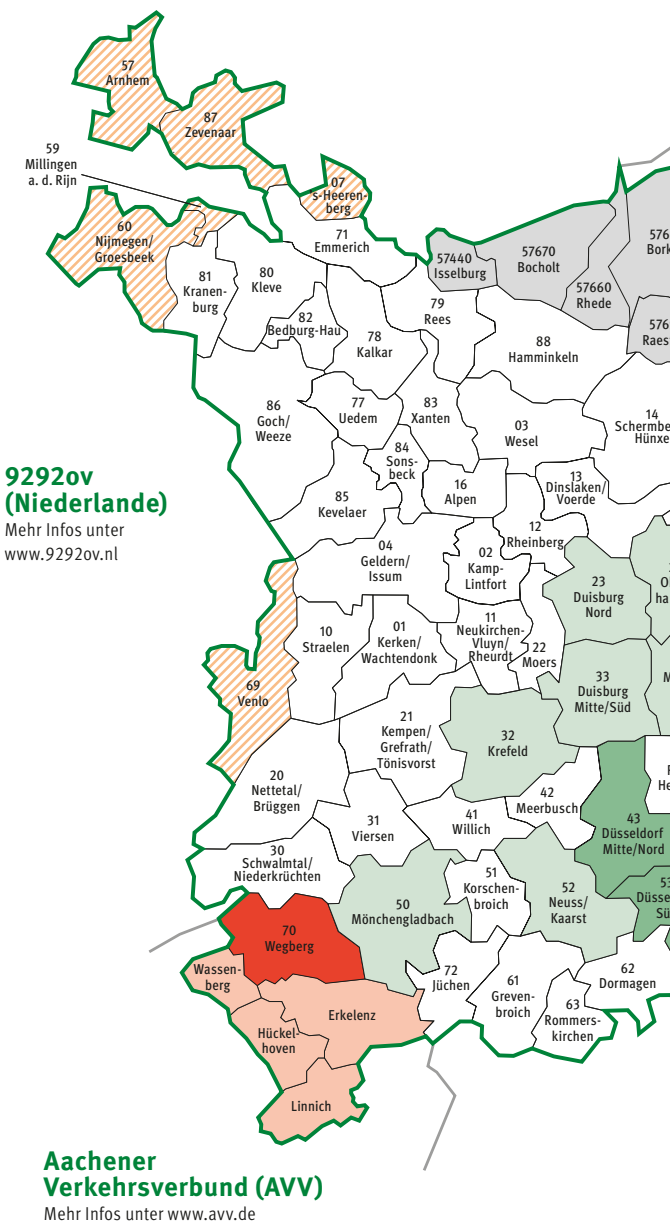 57
Arnhem
87
Zevenaar
59
Millingen
a. d. Rijn
07
's-Heeren-
berg
60
Nijmegen/
Groesbeek
71
Emmerich
57440
Isselburg
57670
Bocholt
57660
Rhede
81
Kranen-
burg
80
Kleve
82
Bedburg-Hau
79
Rees
78
Kalkar
88
Hamminkeln
86
Goch/
Weeze
77
Uedem
83
Xanten
03
Wesel
14
84
Sons-
beck
9292ov
(Niederlande)
Mehr Infos unter
www.9292ov.nl
85
Kevelaer
16
Alpen
13
Dinslaken/
Voerde
12
Rheinberg
04
Geldern/
Issum
02
Kamp-
Lintfort
23
Duisburg
Nord
10
Straelen
01
Kerken/
Wachtendonk
11
Neukirchen-
Vluyn/
Rheurdt
22
Moers
69
Venlo
33
Duisburg
Mitte/Süd
21
Kempen/
Grefrath/
Tönisvorst
32
Krefeld
20
Nettetal/
Brüggen
31
Viersen
41
Willich
42
Meerbusch
43
Düsseldorf
Mitte/Nord
30
Schwalmtal/
Niederkrüchten
51
Korschen-
broich
50
Mönchengladbach
52
Neuss/
Kaarst
53
70
Wegberg
Wassen-
berg
72
Jüchen
61
Greven-
broich
62
Dormagen
63
Rommers-
kirchen
Erkelenz
Hückel-
hoven
Linnich
Aachener
Verkehrsverbund (AVV)
Mehr Infos unter www.avv.de